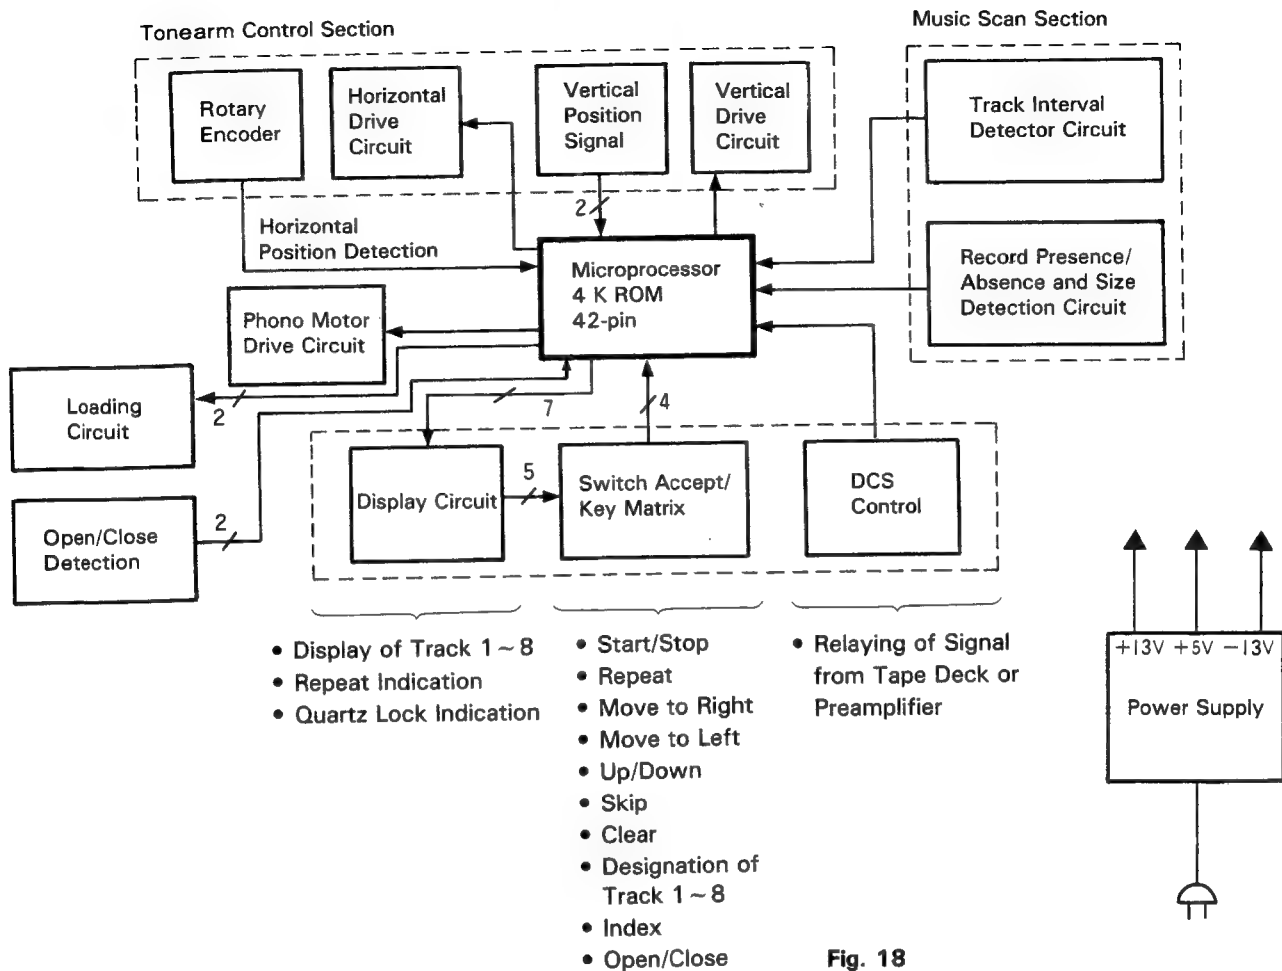 Tonearm Control Section
Music Scan Section
Rotary
Encoder
Horizontal
Drive
Circuit
Vertical
Position
Signal
Vertical
Drive
Circuit
Track Interval
Detector Circuit
2
Horizontal
Position Detection
Microprocessor
4 K ROM
42-pin
Record Presence/
Absence and Size
Detection Circuit
Phono Motor
Drive Circuit
Loading
Circuit
2
7
4
Open/Close
Detection
2
Display Circuit
5
Switch Accept/
Key Matrix
DCS
Control
• Display of Track 1 ~ 8
• Repeat Indication
• Quartz Lock Indication
• Start/Stop
• Repeat
• Move to Right
• Move to Left
• Up/Down
• Skip
• Clear
• Designation of
Track 1 ~ 8
• Index
• Open/Close
• Relaying of Signal
from Tape Deck or
Preamplifier
+13V +5V −13V
Power Supply
Fig. 18